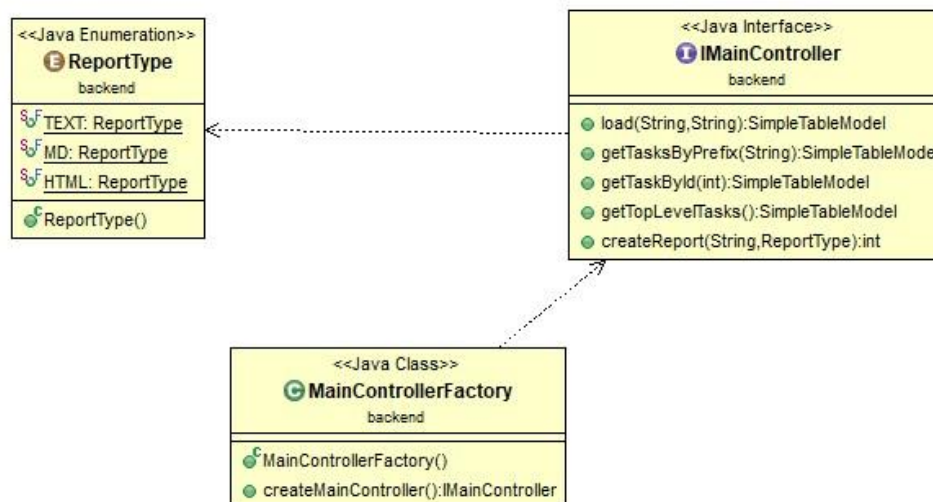 <<Java Enumeration>>
ReportType
backend
TEXT: ReportType
MD: ReportType
HTML: ReportType
ReportType()
<<Java Interface>>
IMainController
backend
load(String,String):SimpleTableModel
getTasksByPrefix(String):SimpleTableMode
getTaskById(int):SimpleTableModel
getTopLevelTasks():SimpleTableModel
createReport(String,ReportType):int
<<Java Class>>
MainControllerFactory
backend
MainControllerFactory()
createMainController():IMainController